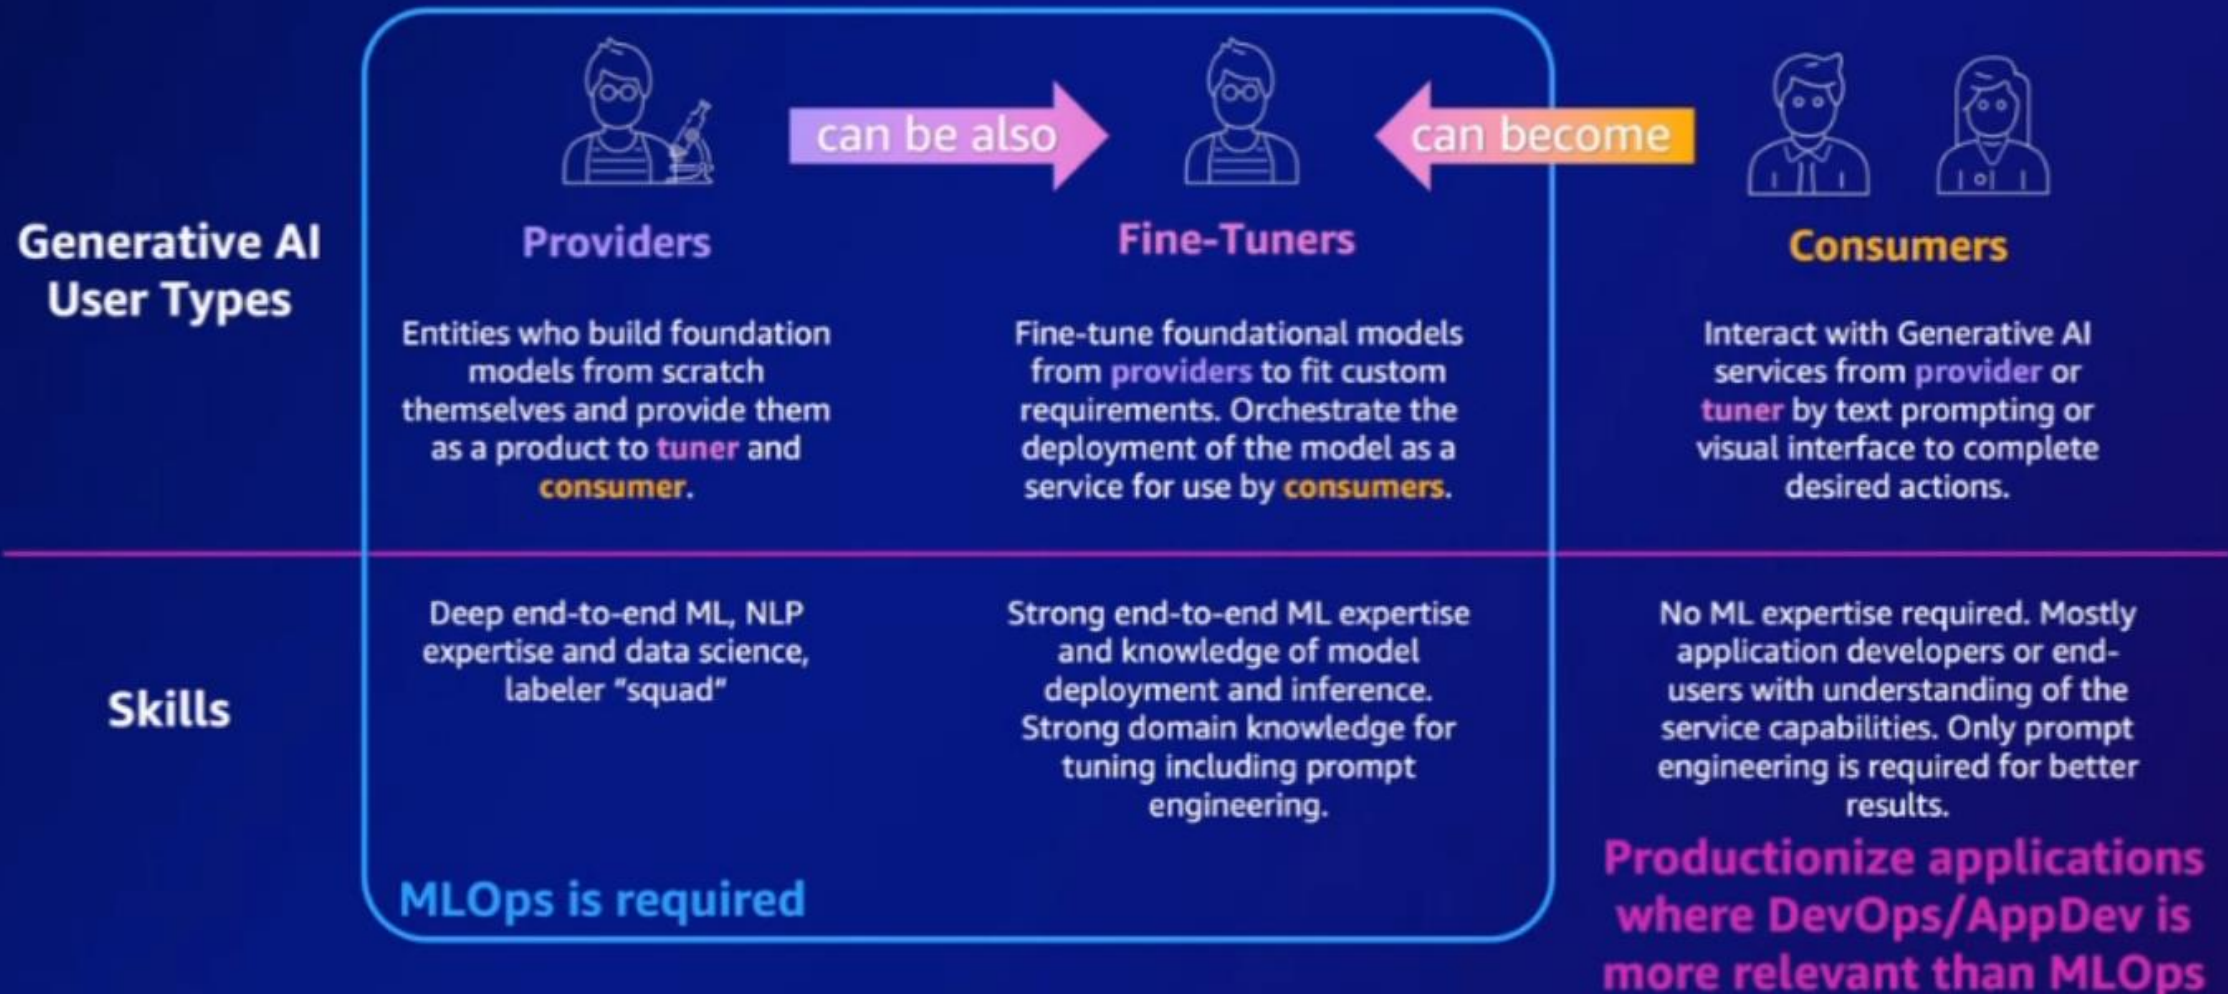 can be also
can become
Generative AI
User Types
Providers
Fine-Tuners
Consumers
Entities who build foundation
models from scratch
themselves and provide them
as a product to tuner and
consumer.
Fine-tune foundational models
from providers to fit custom
requirements. Orchestrate the
deployment of the model as a
service for use by consumers.
Interact with Generative AI
services from provider or
tuner by text prompting or
visual interface to complete
desired actions.
Skills
Deep end-to-end ML, NLP
expertise and data science,
labeler "squad"
Strong end-to-end ML expertise
and knowledge of model
deployment and inference.
Strong domain knowledge for
tuning including prompt
engineering.
No ML expertise required. Mostly
application developers or end-
users with understanding of the
service capabilities. Only prompt
engineering is required for better
results.
MLOps is required
Productionize applications
where DevOps/AppDev is
more relevant than MLOps